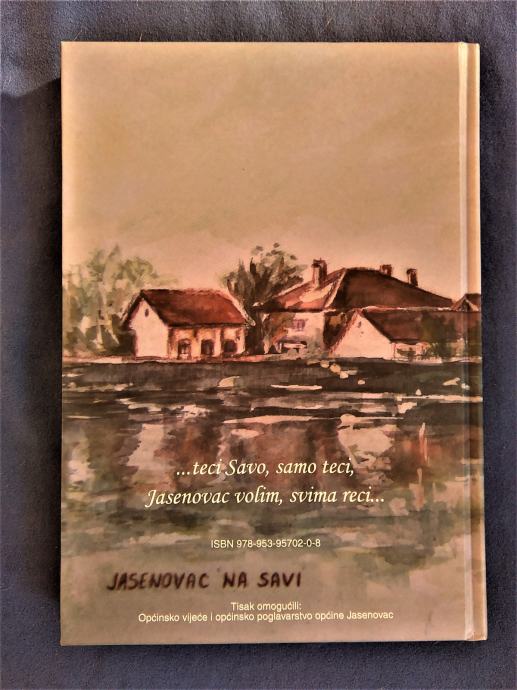 ...teci Savo, samo teci,
Jasenovac volim, svima reci...
ISBN 978-953-95702-0-8
JASENOVAC NA SAVI
Tisak omogućili:
Općinsko vijeće i općinsko poglavarstvo općine Jasenovac